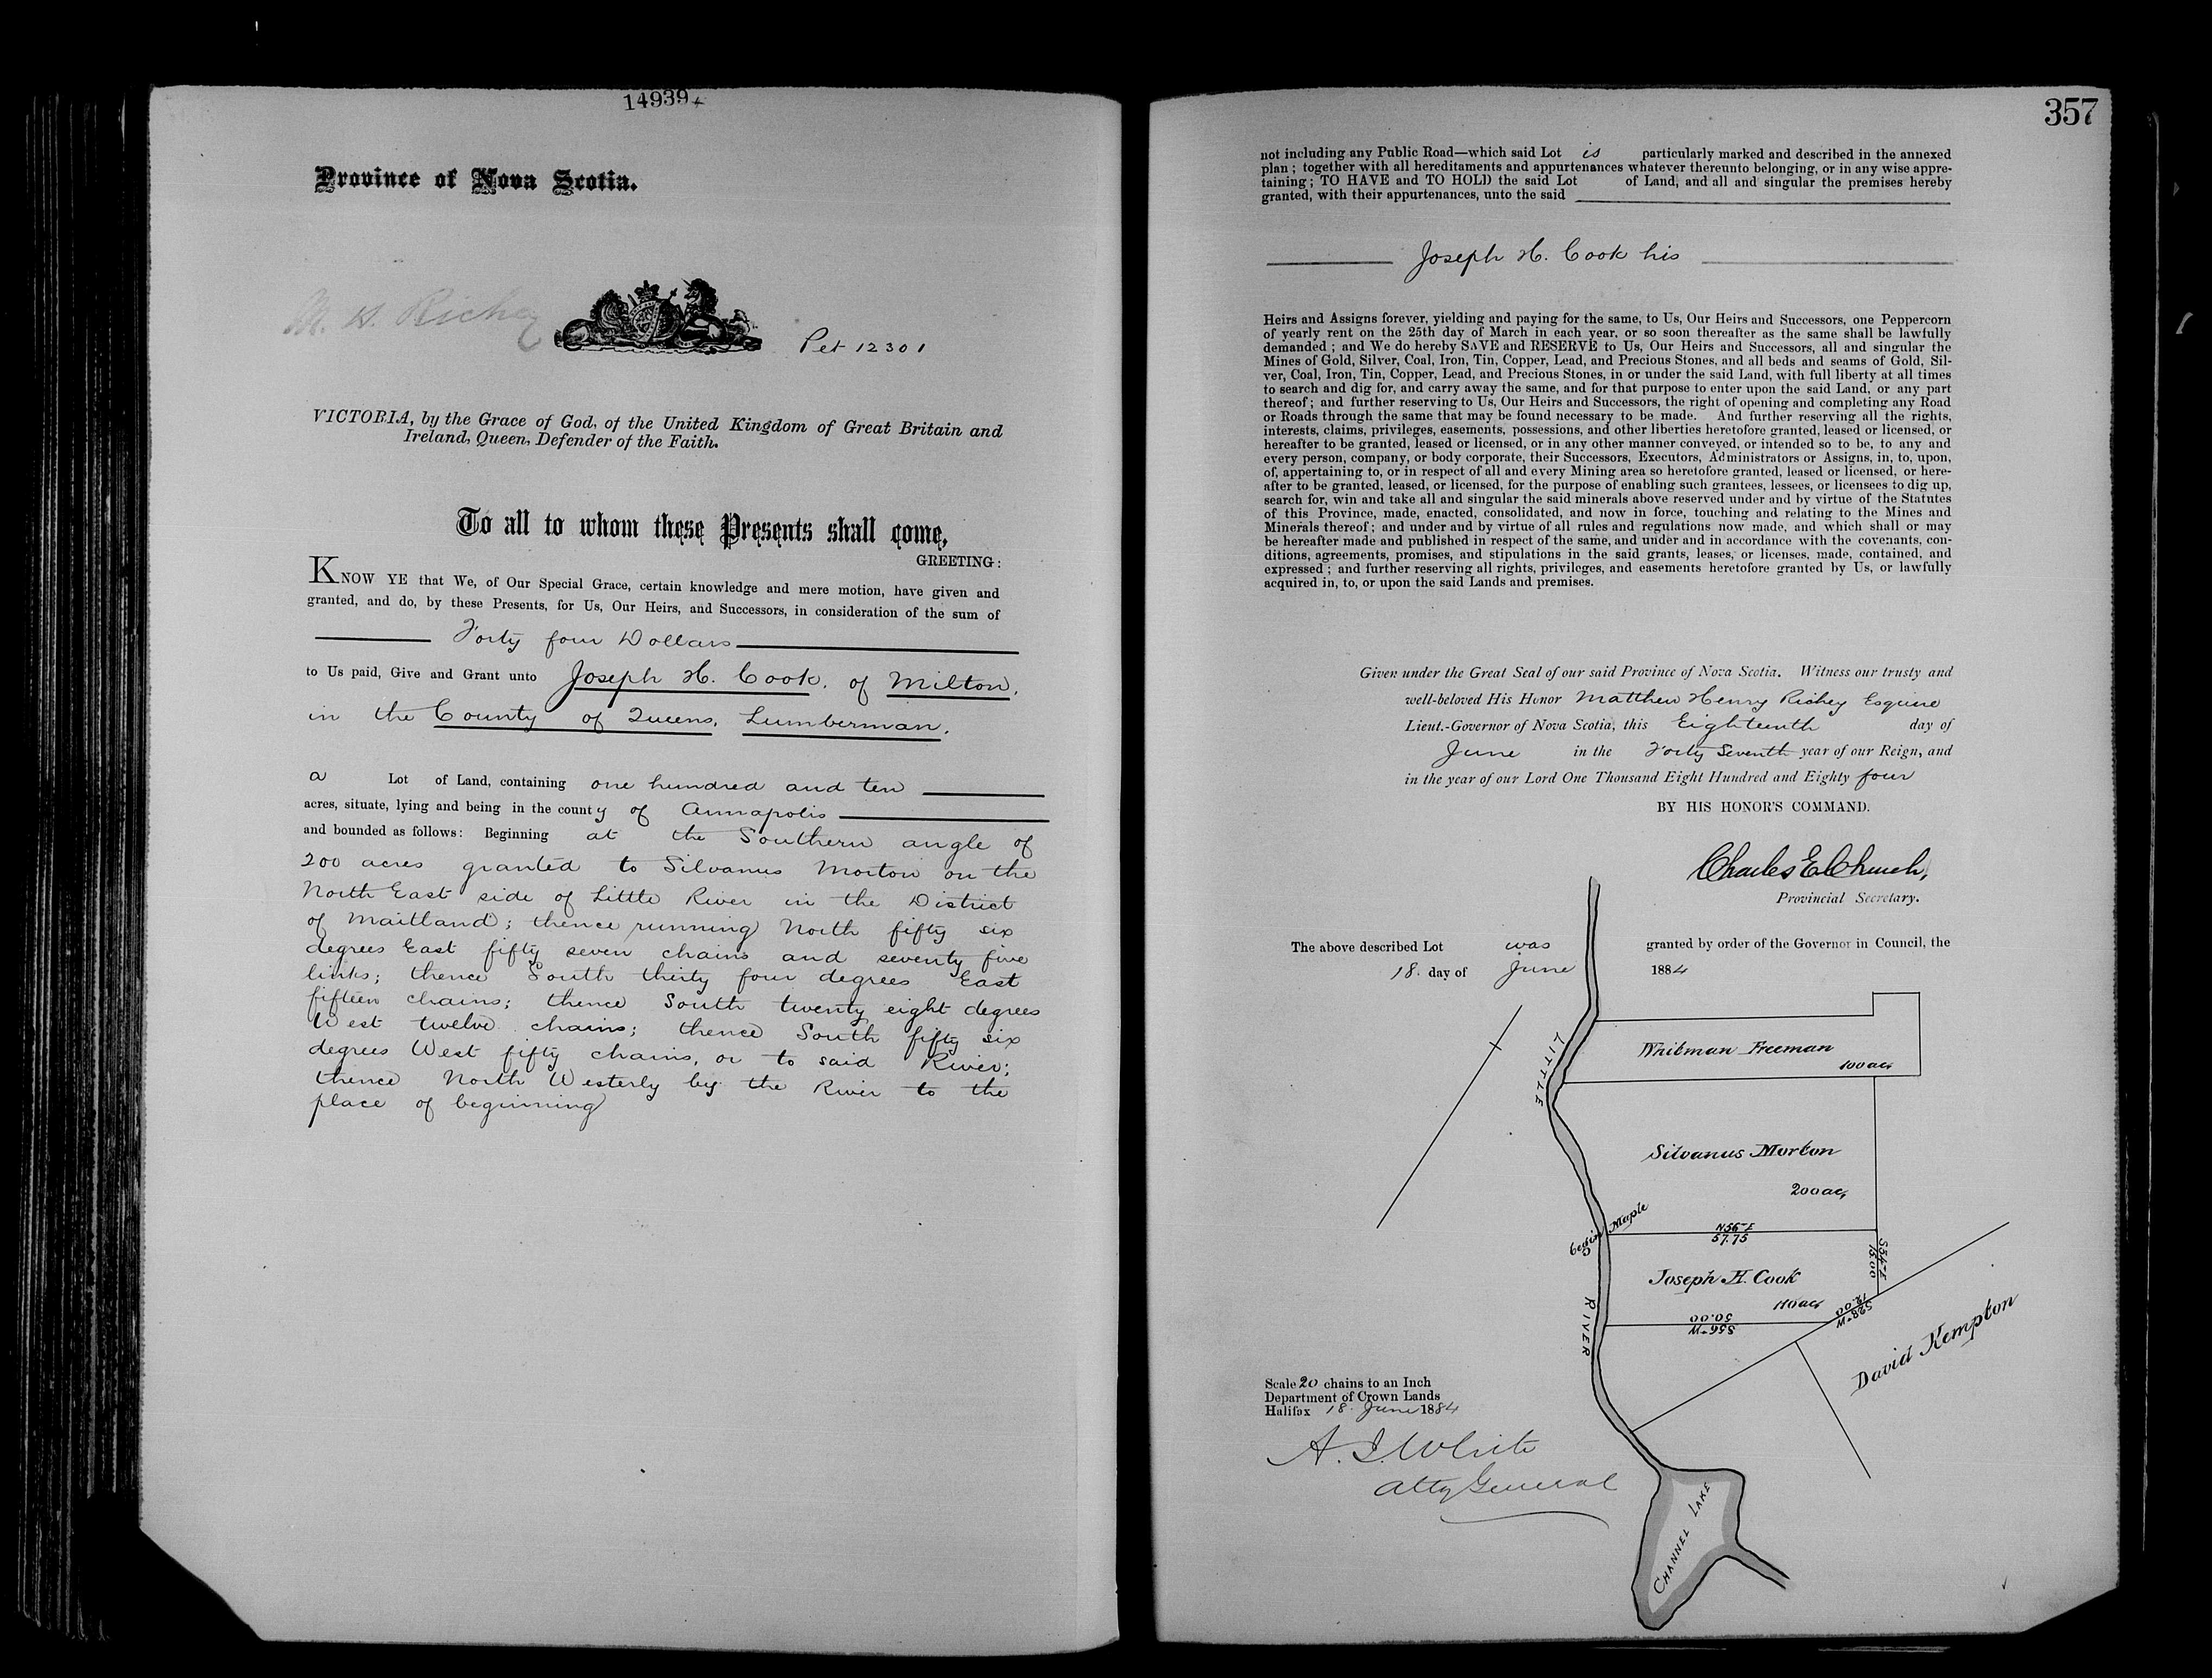 14939
Province of Nova Scotia.
M. H. Richey
Pet 12301
VICTORIA, by the Grace of God, of the United Kingdom of Great Britain and
Ireland, Queen, Defender of the Faith.
To all to whom these Presents shall come,
GREETING:
KNOW YE that We, of Our Special Grace, certain knowledge and mere motion, have given and
granted, and do, by these Presents, for Us, Our Heirs, and Successors, in consideration of the sum of
Forty four Dollars
to Us paid, Give and Grant unto Joseph H. Cook, of Milton,
in the County of Queens, Lumberman,
a Lot of Land, containing one hundred and ten
acres, situate, lying and being in the county of Annapolis
and bounded as follows: Beginning at the Southern angle of
200 acres granted to Silvanus Morton on the
North East side of Little River in the District
of Maitland; thence running North fifty six
degrees East fifty seven chains and seventy five
links; thence South thirty four degrees East
fifteen chains; thence South twenty eight degrees
West twelve chains; thence South fifty six
degrees West fifty chains, or to said River;
thence North Westerly by the River to the
place of beginning
357
not including any Public Road—which said Lot is particularly marked and described in the annexed
plan; together with all hereditaments and appurtenances whatever thereunto belonging, or in any wise appre-
taining; TO HAVE and TO HOLD the said Lot of Land, and all and singular the premises hereby
granted, with their appurtenances, unto the said
Joseph H. Cook his
Heirs and Assigns forever, yielding and paying for the same, to Us, Our Heirs and Successors, one Peppercorn
of yearly rent on the 25th day of March in each year, or so soon thereafter as the same shall be lawfully
demanded; and We do hereby SAVE and RESERVE to Us, Our Heirs and Successors, all and singular the
Mines of Gold, Silver, Coal, Iron, Tin, Copper, Lead, and Precious Stones, and all beds and seams of Gold, Sil-
ver, Coal, Iron, Tin, Copper, Lead, and Precious Stones, in or under the said Land, with full liberty at all times
to search and dig for, and carry away the same, and for that purpose to enter upon the said Land, or any part
thereof; and further reserving to Us, Our Heirs and Successors, the right of opening and completing any Road
or Roads through the same that may be found necessary to be made. And further reserving all the rights,
interests, claims, privileges, easements, possessions, and other liberties heretofore granted, leased or licensed, or
hereafter to be granted, leased or licensed, or in any other manner conveyed, or intended so to be, to any and
every person, company, or body corporate, their Successors, Executors, Administrators or Assigns, in, to, upon,
of, appertaining to, or in respect of all and every Mining area so heretofore granted, leased or licensed, or here-
after to be granted, leased, or licensed, for the purpose of enabling such grantees, lessees, or licensees to dig up,
search for, win and take all and singular the said minerals above reserved under and by virtue of the Statutes
of this Province, made, enacted, consolidated, and now in force, touching and relating to the Mines and
Minerals thereof; and under and by virtue of all rules and regulations now made, and which shall or may
be hereafter made and published in respect of the same, and under and in accordance with the covenants, con-
ditions, agreements, promises, and stipulations in the said grants, leases, or licenses, made, contained, and
expressed; and further reserving all rights, privileges, and easements heretofore granted by Us, or lawfully
acquired in, to, or upon the said Lands and premises.
Given under the Great Seal of our said Province of Nova Scotia. Witness our trusty and
well-beloved His Honor Matthew Henry Richey Esquire
Lieut.-Governor of Nova Scotia, this Eighteenth day of
June in the Forty Seventh year of our Reign, and
in the year of our Lord One Thousand Eight Hundred and Eighty four
BY HIS HONOR'S COMMAND.
Charles E. Church,
Provincial Secretary.
The above described Lot was granted by order of the Governor in Council, the
18. day of June 1884
LITTLE
Whitman Freeman
100 ac,
Silvanus Morton
200 ac,
Begin Maple
N56°E
57.75
S34°E
15.00
Joseph H. Cook
110 ac,
50.00
S56°W
12.00
S28°W
RIVER
David Kempton
Scale 20 chains to an Inch
Department of Crown Lands
Halifax 18. June 1884
A. J. White
Atty General
CHANNEL LAKE